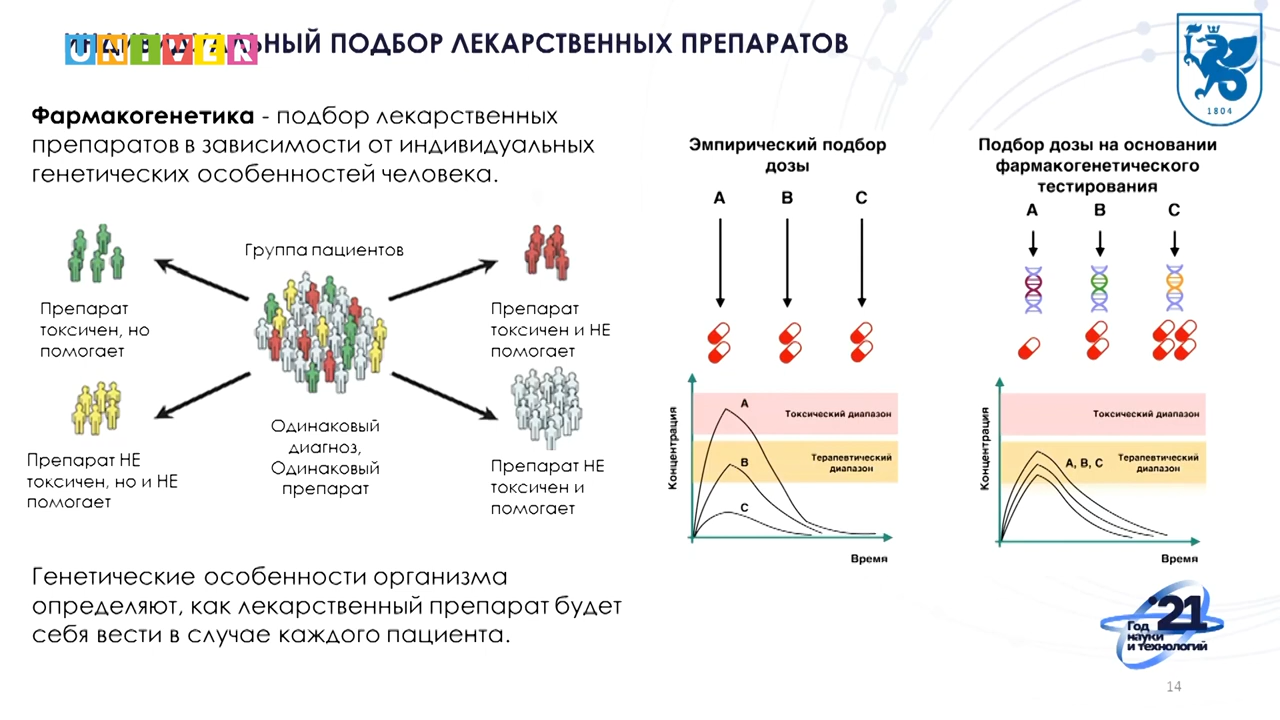 UNIVER
ПОДБОР ЛЕКАРСТВЕННЫХ ПРЕПАРАТОВ
1804
Фармакогенетика - подбор лекарственных
препаратов в зависимости от индивидуальных
генетических особенностей человека.
Группа пациентов
Препарат
токсичен, но
помогает
Препарат
токсичен и НЕ
помогает
Препарат НЕ
токсичен, но и НЕ
помогает
Одинаковый
диагноз,
Одинаковый
препарат
Препарат НЕ
токсичен и
помогает
Генетические особенности организма
определяют, как лекарственный препарат будет
себя вести в случае каждого пациента.
Эмпирический подбор
дозы
A B C
Концентрация
A
Токсический диапазон
B
Терапевтический
диапазон
C
Время
Подбор дозы на основании
фармакогенетического
тестирования
A B C
Концентрация
Токсический диапазон
A, B, C
Терапевтический
диапазон
Время
'21
Год
науки
и технологий
14